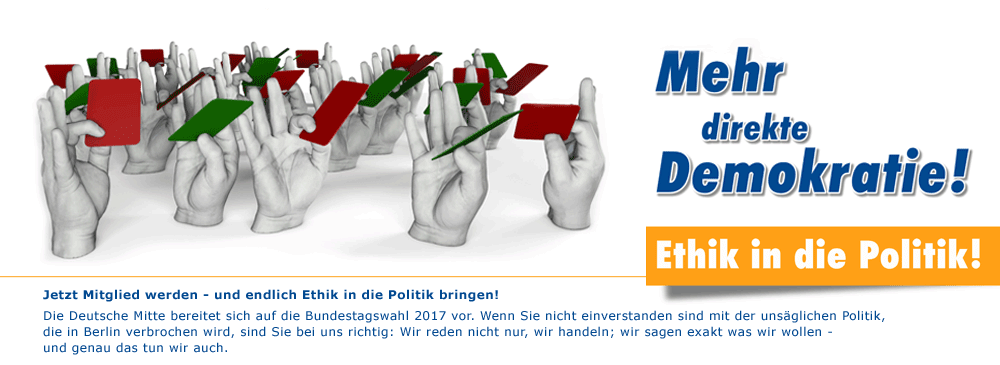 Mehr
direkte
Demokratie!
Ethik in die Politik!
Jetzt Mitglied werden - und endlich Ethik in die Politik bringen!
Die Deutsche Mitte bereitet sich auf die Bundestagswahl 2017 vor. Wenn Sie nicht einverstanden sind mit der unsäglichen Politik,
die in Berlin verbrochen wird, sind Sie bei uns richtig: Wir reden nicht nur, wir handeln; wir sagen exakt was wir wollen -
und genau das tun wir auch.